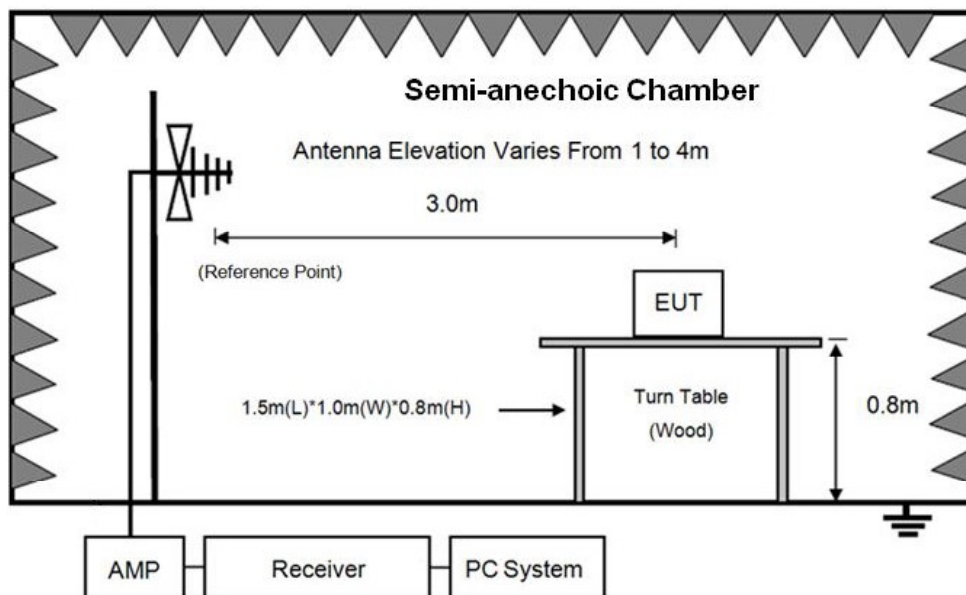 Semi-anechoic Chamber
Antenna Elevation Varies From 1 to 4m
3.0m
(Reference Point)
EUT
1.5m(L)*1.0m(W)*0.8m(H)
Turn Table
(Wood)
0.8m
AMP
Receiver
PC System